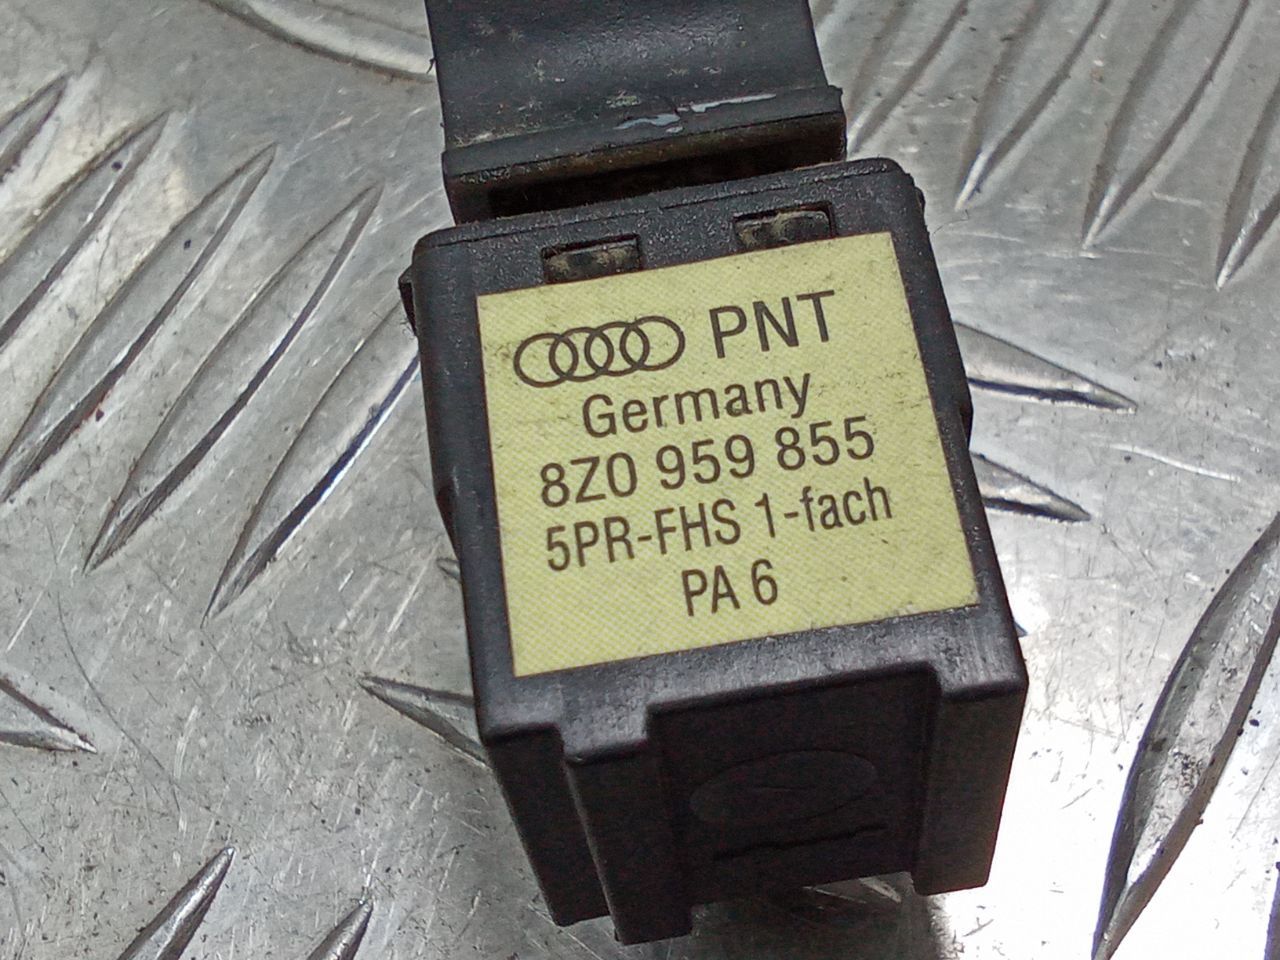 PNT
Germany
8Z0 959 855
5PR-FHS 1-fach
PA 6